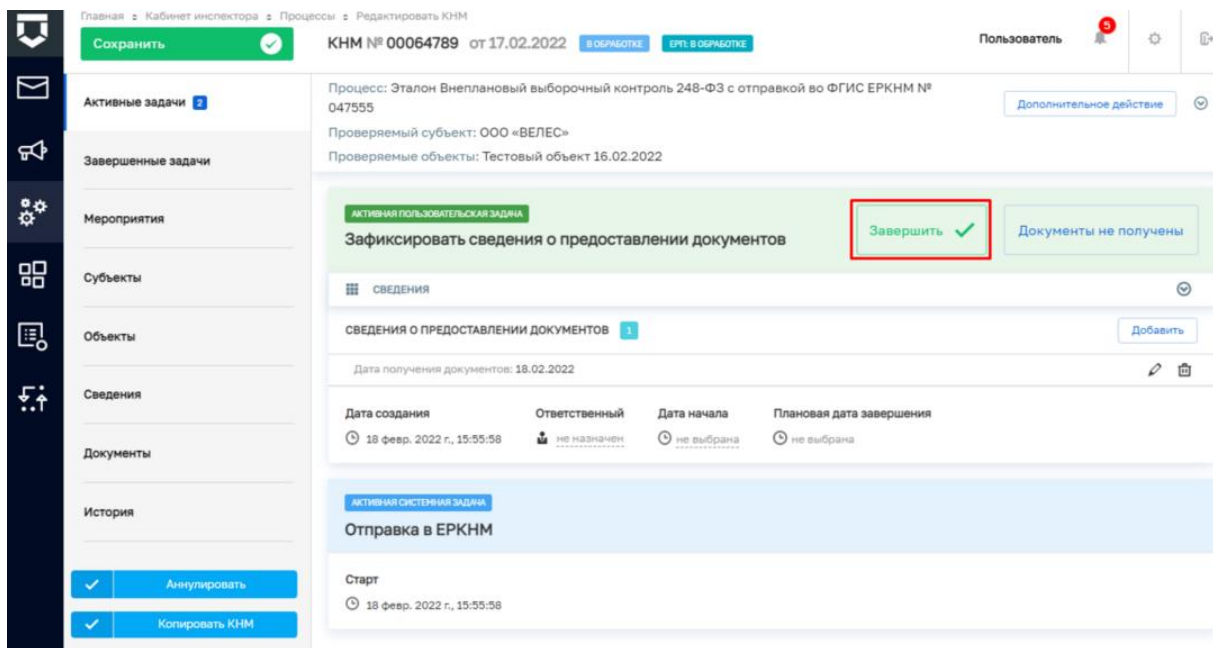 Главная : Кабинет инспектора : Процессы : Редактировать КНМ
Сохранить
КНМ № 00064789 от 17.02.2022 В ОБРАБОТКЕ ЕРП: В ОБРАБОТКЕ
Пользователь
5
Активные задачи 2
Завершенные задачи
Мероприятия
Субъекты
Объекты
Сведения
Документы
История
Аннулировать
Копировать КНМ
Процесс: Эталон Внеплановый выборочный контроль 248-ФЗ с отправкой во ФГИС ЕРКНМ №
047555
Дополнительное действие
Проверяемый субъект: ООО «ВЕЛЕС»
Проверяемые объекты: Тестовый объект 16.02.2022
АКТИВНАЯ ПОЛЬЗОВАТЕЛЬСКАЯ ЗАДАЧА
Зафиксировать сведения о предоставлении документов
Завершить
Документы не получены
СВЕДЕНИЯ
СВЕДЕНИЯ О ПРЕДОСТАВЛЕНИИ ДОКУМЕНТОВ 1
Добавить
Дата получения документов: 18.02.2022
Дата создания Ответственный Дата начала Плановая дата завершения
18 февр. 2022 г., 15:55:58 не назначен не выбрана не выбрана
АКТИВНАЯ СИСТЕМНАЯ ЗАДАЧА
Отправка в ЕРКНМ
Старт
18 февр. 2022 г., 15:55:58